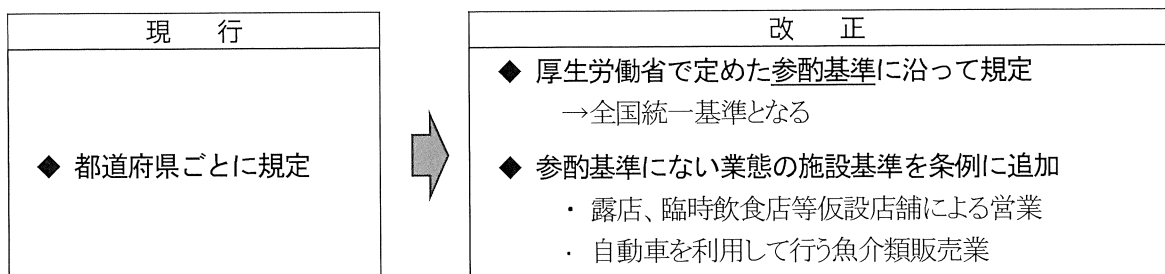 現　行
◆ 都道府県ごとに規定
改　正
◆ 厚生労働省で定めた参酌基準に沿って規定
→全国統一基準となる
◆ 参酌基準にない業態の施設基準を条例に追加
・ 露店、臨時飲食店等仮設店舗による営業
・ 自動車を利用して行う魚介類販売業